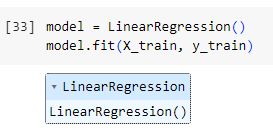 [33] model = LinearRegression()
model.fit(X_train, y_train)
▾ LinearRegression
LinearRegression()